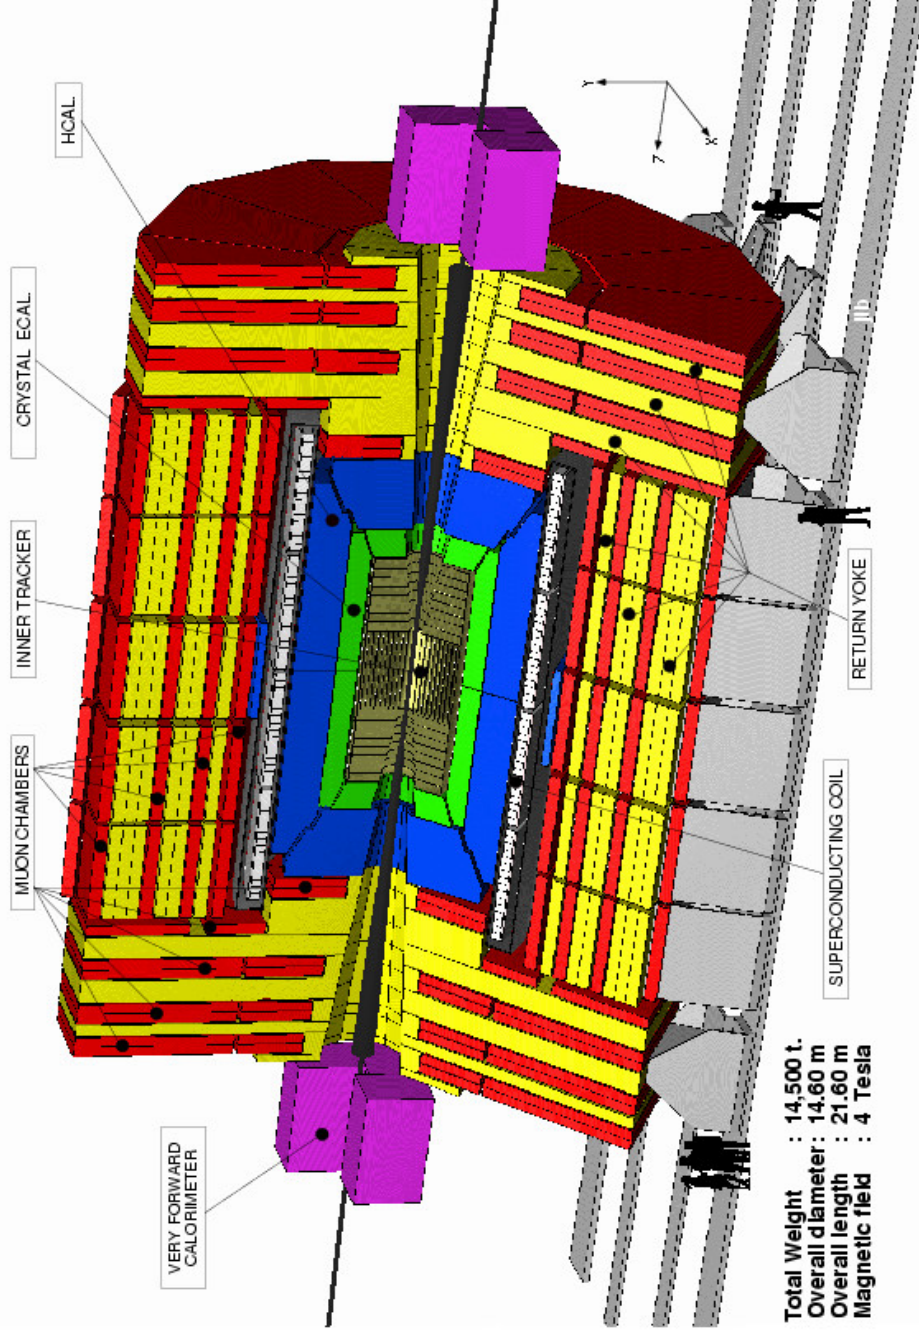 MUON CHAMBERS
INNER TRACKER
CRYSTAL ECAL
HCAL
VERY FORWARD
CALORIMETER
Y
Z
X
SUPERCONDUCTING COIL
RETURN YOKE
Total Weight : 14,500 t.
Overall diameter : 14.60 m
Overall length : 21.60 m
Magnetic field : 4 Tesla